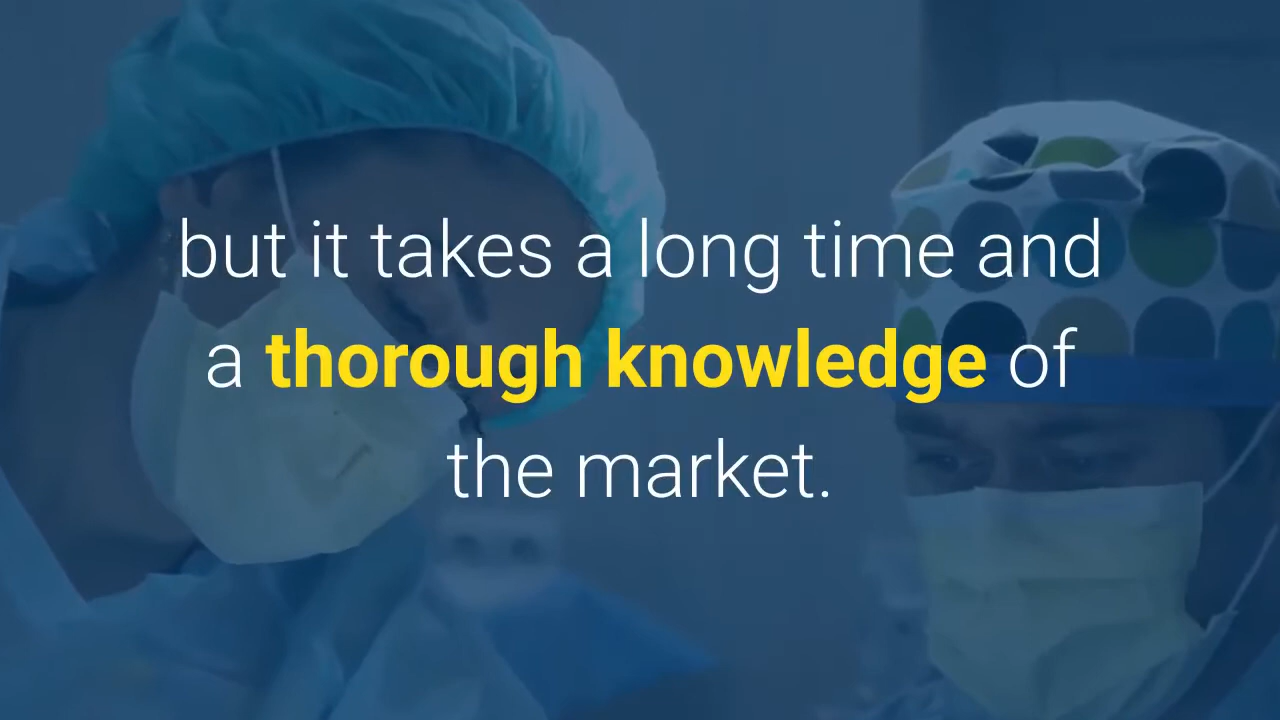 but it takes a long time and
a thorough knowledge of
the market.